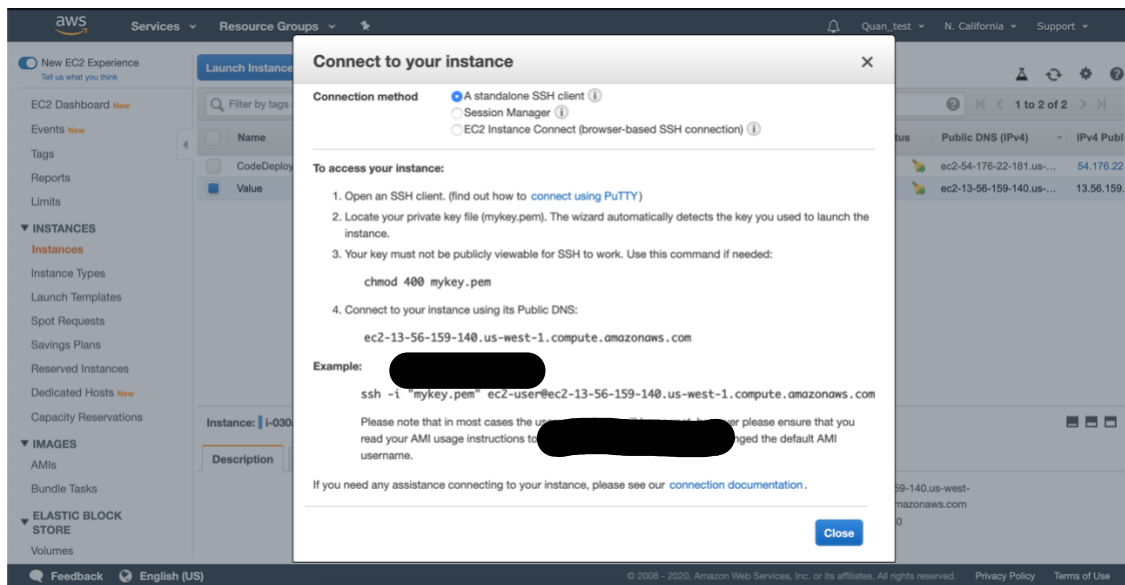 aws Services Resource Groups Quan_test N. California Support
New EC2 Experience
Tell us what you think
EC2 Dashboard New
Events New
Tags
Reports
Limits
INSTANCES
Instances
Instance Types
Launch Templates
Spot Requests
Savings Plans
Reserved Instances
Dedicated Hosts New
Capacity Reservations
IMAGES
AMIs
Bundle Tasks
ELASTIC BLOCK
STORE
Volumes
Launch Instance
Filter by tags
1 to 2 of 2
Name Public DNS (IPv4) IPv4 Publ
CodeDeploy ec2-54-176-22-181.us-... 54.176.22
Value ec2-13-56-159-140.us-... 13.56.159.
Connect to your instance
Connection method
A standalone SSH client
Session Manager
EC2 Instance Connect (browser-based SSH connection)
To access your instance:
1. Open an SSH client. (find out how to connect using PuTTY)
2. Locate your private key file (mykey.pem). The wizard automatically detects the key you used to launch the
instance.
3. Your key must not be publicly viewable for SSH to work. Use this command if needed:
chmod 400 mykey.pem
4. Connect to your instance using its Public DNS:
ec2-13-56-159-140.us-west-1.compute.amazonaws.com
Example:
ssh -i "mykey.pem" ec2-user@ec2-13-56-159-140.us-west-1.compute.amazonaws.com
Please note that in most cases the please ensure that you
read your AMI usage instructions to the default AMI
username.
If you need any assistance connecting to your instance, please see our connection documentation.
Close
Instance: i-030
Description
59-140.us-west-
mazonaws.com
Feedback English (US) © 2008 - 2020, Amazon Web Services, Inc. or its affiliates. All rights reserved. Privacy Policy Terms of Use